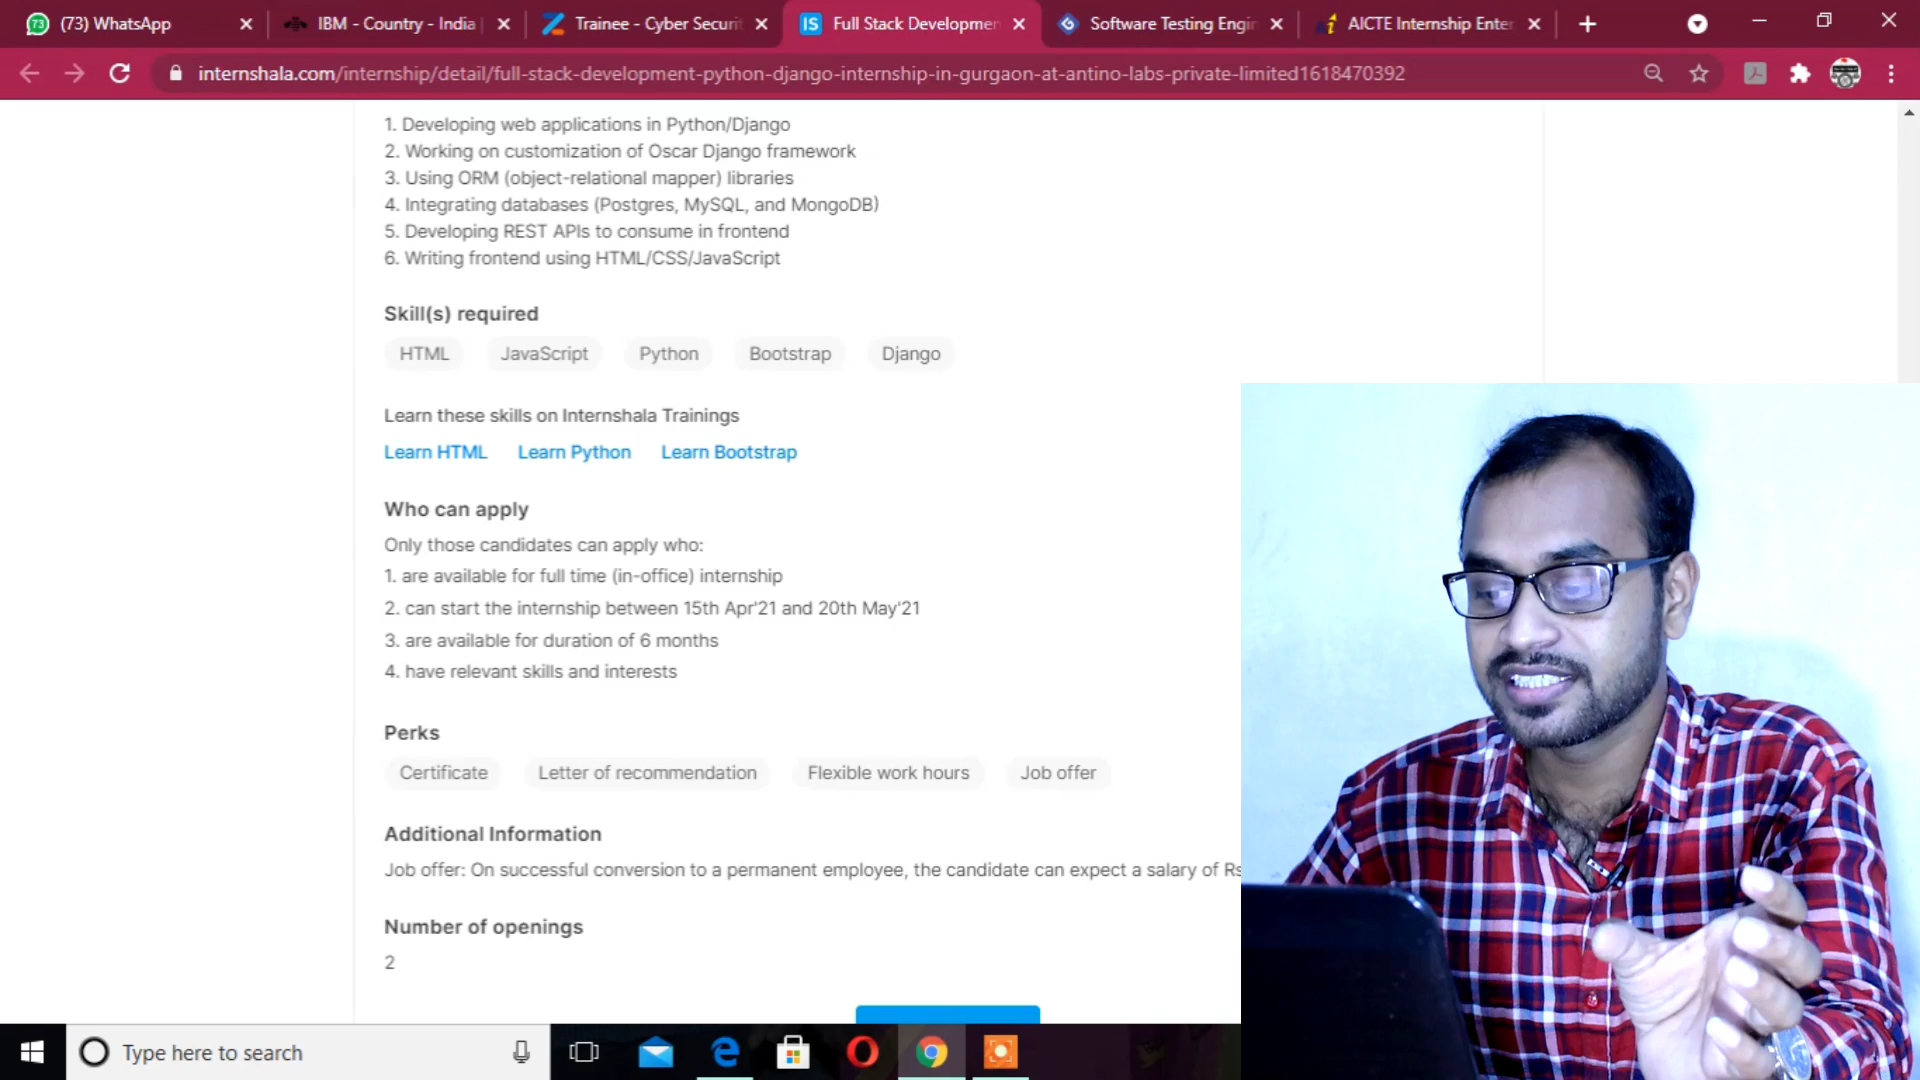 (73) WhatsApp
IBM - Country - India
Trainee - Cyber Securit
Full Stack Developmen
Software Testing Engin
AICTE Internship Enter
internshala.com/internship/detail/full-stack-development-python-django-internship-in-gurgaon-at-antino-labs-private-limited1618470392
1. Developing web applications in Python/Django
2. Working on customization of Oscar Django framework
3. Using ORM (object-relational mapper) libraries
4. Integrating databases (Postgres, MySQL, and MongoDB)
5. Developing REST APIs to consume in frontend
6. Writing frontend using HTML/CSS/JavaScript
Skill(s) required
HTML JavaScript Python Bootstrap Django
Learn these skills on Internshala Trainings
Learn HTML Learn Python Learn Bootstrap
Who can apply
Only those candidates can apply who:
1. are available for full time (in-office) internship
2. can start the internship between 15th Apr'21 and 20th May'21
3. are available for duration of 6 months
4. have relevant skills and interests
Perks
Certificate Letter of recommendation Flexible work hours Job offer
Additional Information
Job offer: On successful conversion to a permanent employee, the candidate can expect a salary of Rs
Number of openings
2
Type here to search